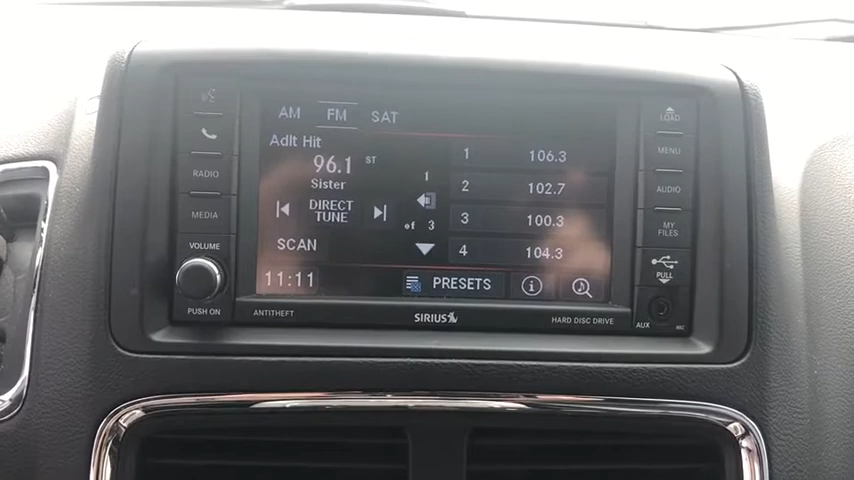 AM FM SAT
Adlt Hit
96.1 ST
Sister
DIRECT
TUNE
SCAN
11:11
1
of 3
1 106.3
2 102.7
3 100.3
4 104.3
PRESETS
i
RADIO
MEDIA
VOLUME
PUSH ON
LOAD
MENU
AUDIO
MY
FILES
PULL
AUX
MIC
ANTITHEFT
SIRIUS
HARD DISC DRIVE